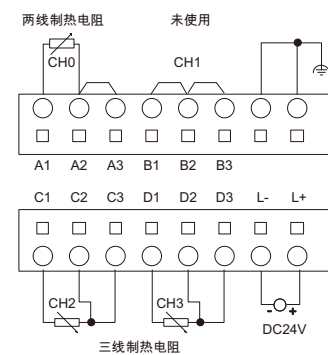 两线制热电阻 未使用
CH0 CH1
A1 A2 A3 B1 B2 B3
C1 C2 C3 D1 D2 D3 L- L+
CH2 CH3 - +
DC24V
三线制热电阻